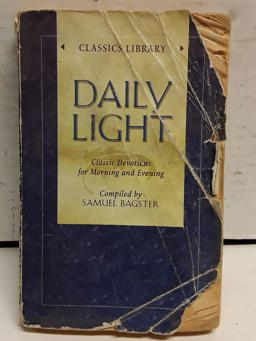 CLASSICS LIBRARY
DAILY
LIGHT
Classic Devotions
for Morning and Evening
Compiled by
SAMUEL BAGSTER